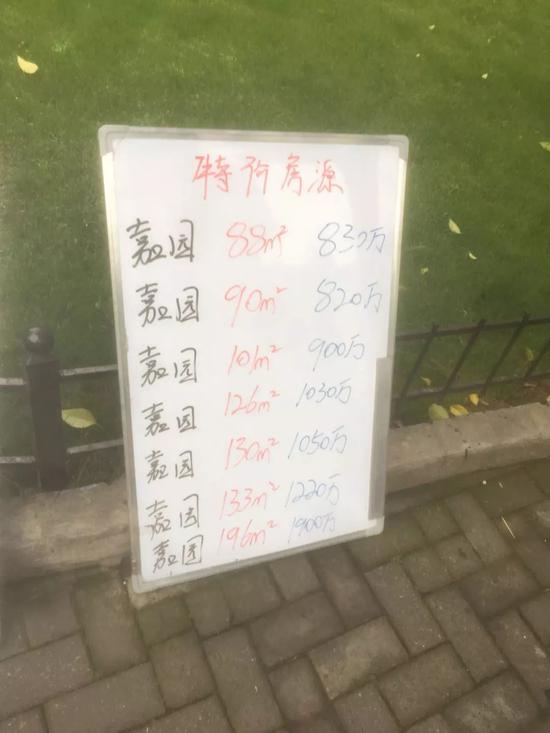 特价房源
嘉园 88m² 830万
嘉园 90m² 820万
嘉园 101m² 900万
嘉园 126m² 1030万
嘉园 130m² 1050万
嘉园 133m² 1220万
嘉园 196m² 1900万